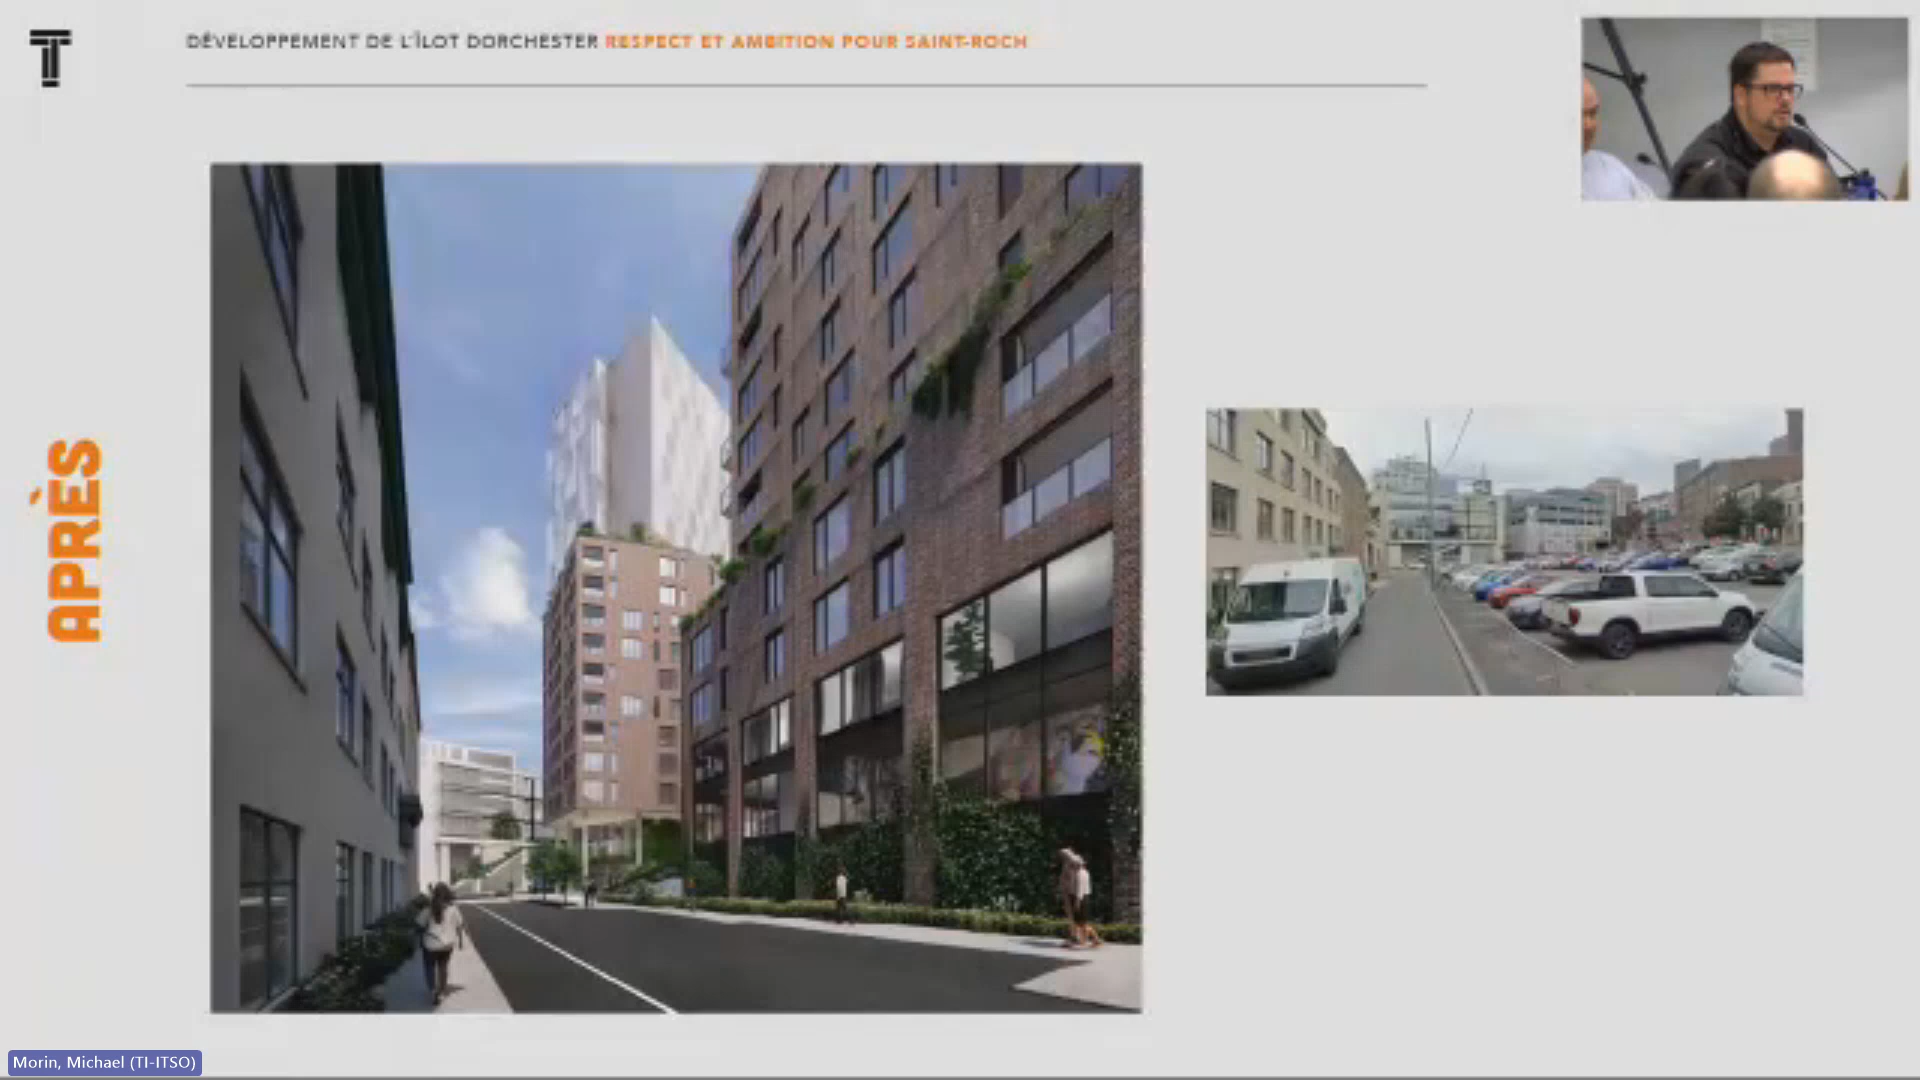 DÉVELOPPEMENT DE L'ÎLOT DORCHESTER RESPECT ET AMBITION POUR SAINT-ROCH
APRÈS
Morin, Michael (TI-ITSO)